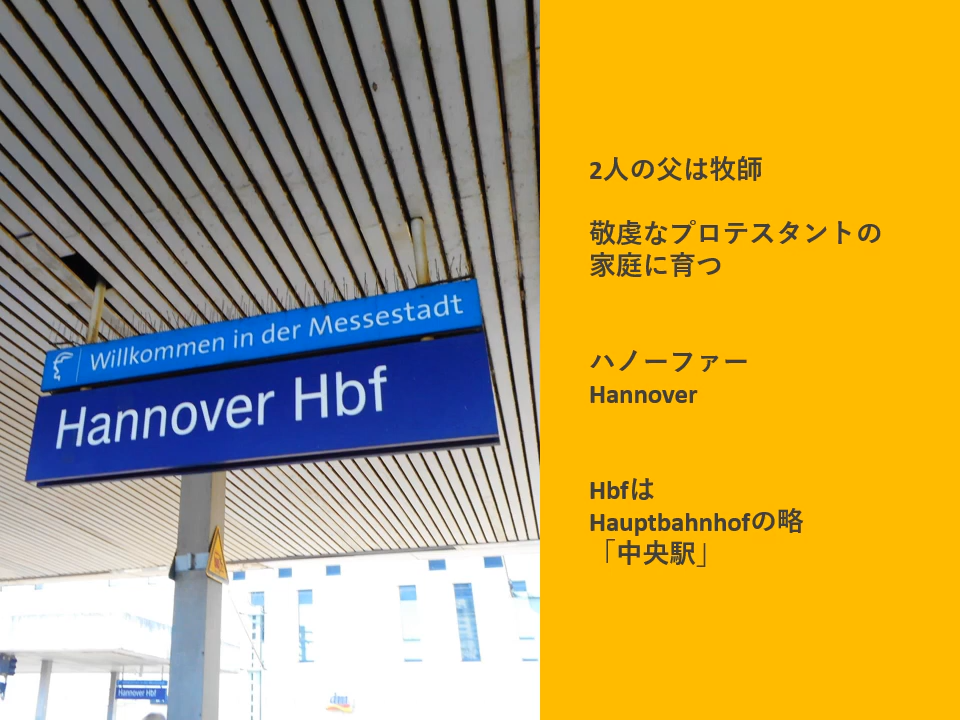 Willkommen in der Messestadt
Hannover Hbf
Hannover Hbf
dm
2人の父は牧師
敬虔なプロテスタントの
家庭に育つ
ハノーファー
Hannover
Hbfは
Hauptbahnhofの略
「中央駅」